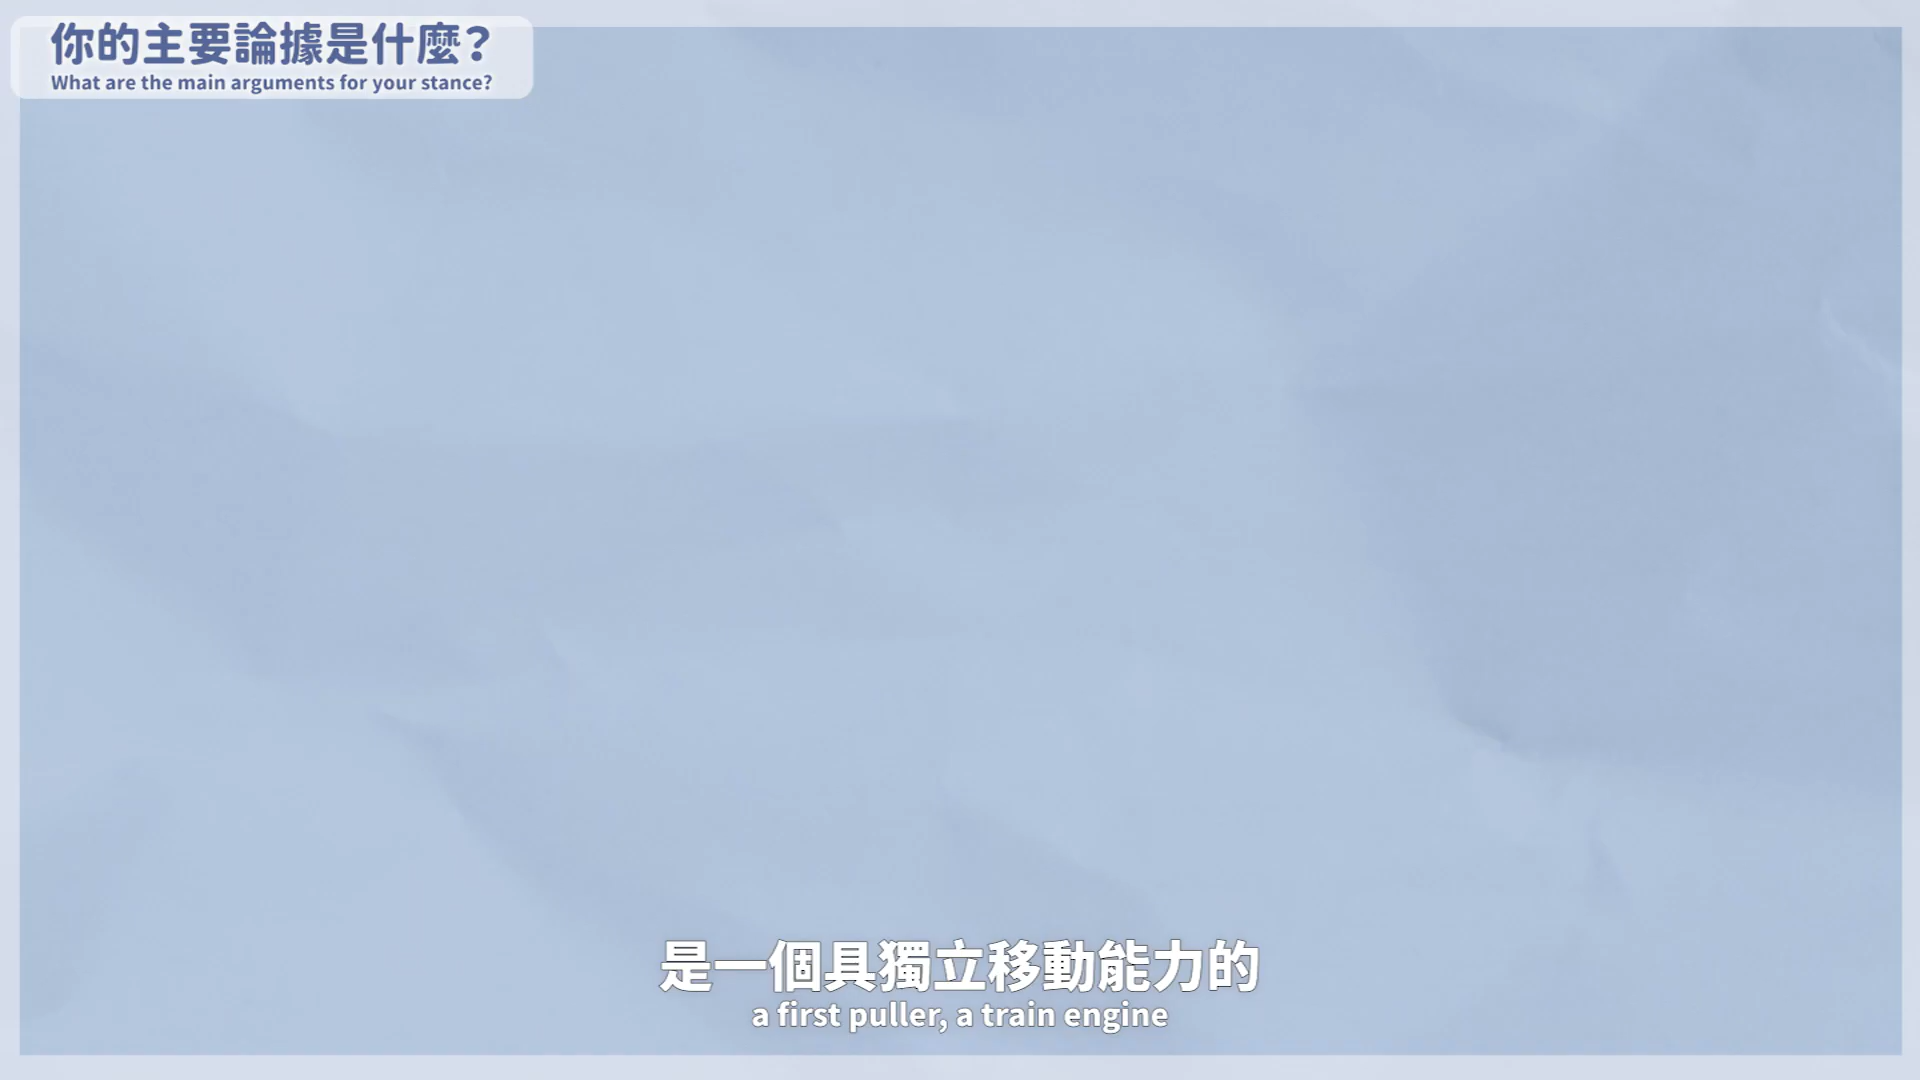 你的主要論據是什麼？
What are the main arguments for your stance?
是一個具獨立移動能力的
a first puller, a train engine